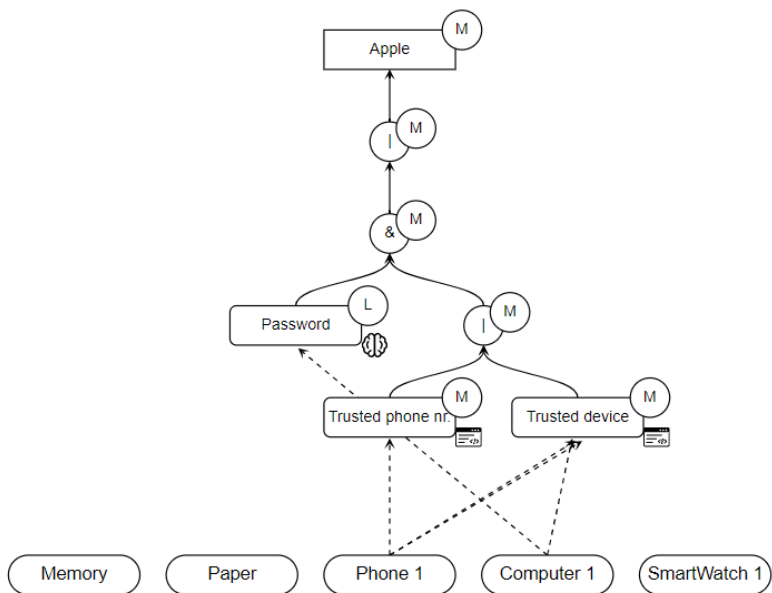 Apple
M
|
M
&
M
Password
L
|
M
Trusted phone nr.
M
</>
Trusted device
M
</>
Memory
Paper
Phone 1
Computer 1
SmartWatch 1